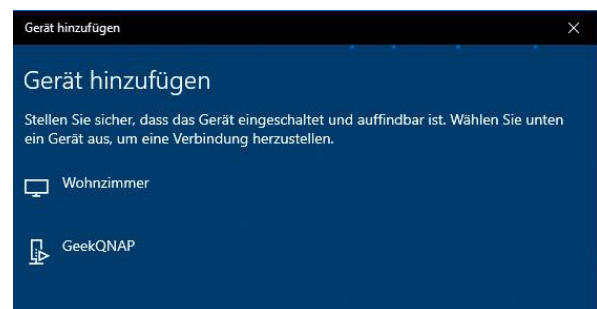 Gerät hinzufügen
Gerät hinzufügen
Stellen Sie sicher, dass das Gerät eingeschaltet und auffindbar ist. Wählen Sie unten
ein Gerät aus, um eine Verbindung herzustellen.
Wohnzimmer
GeekQNAP